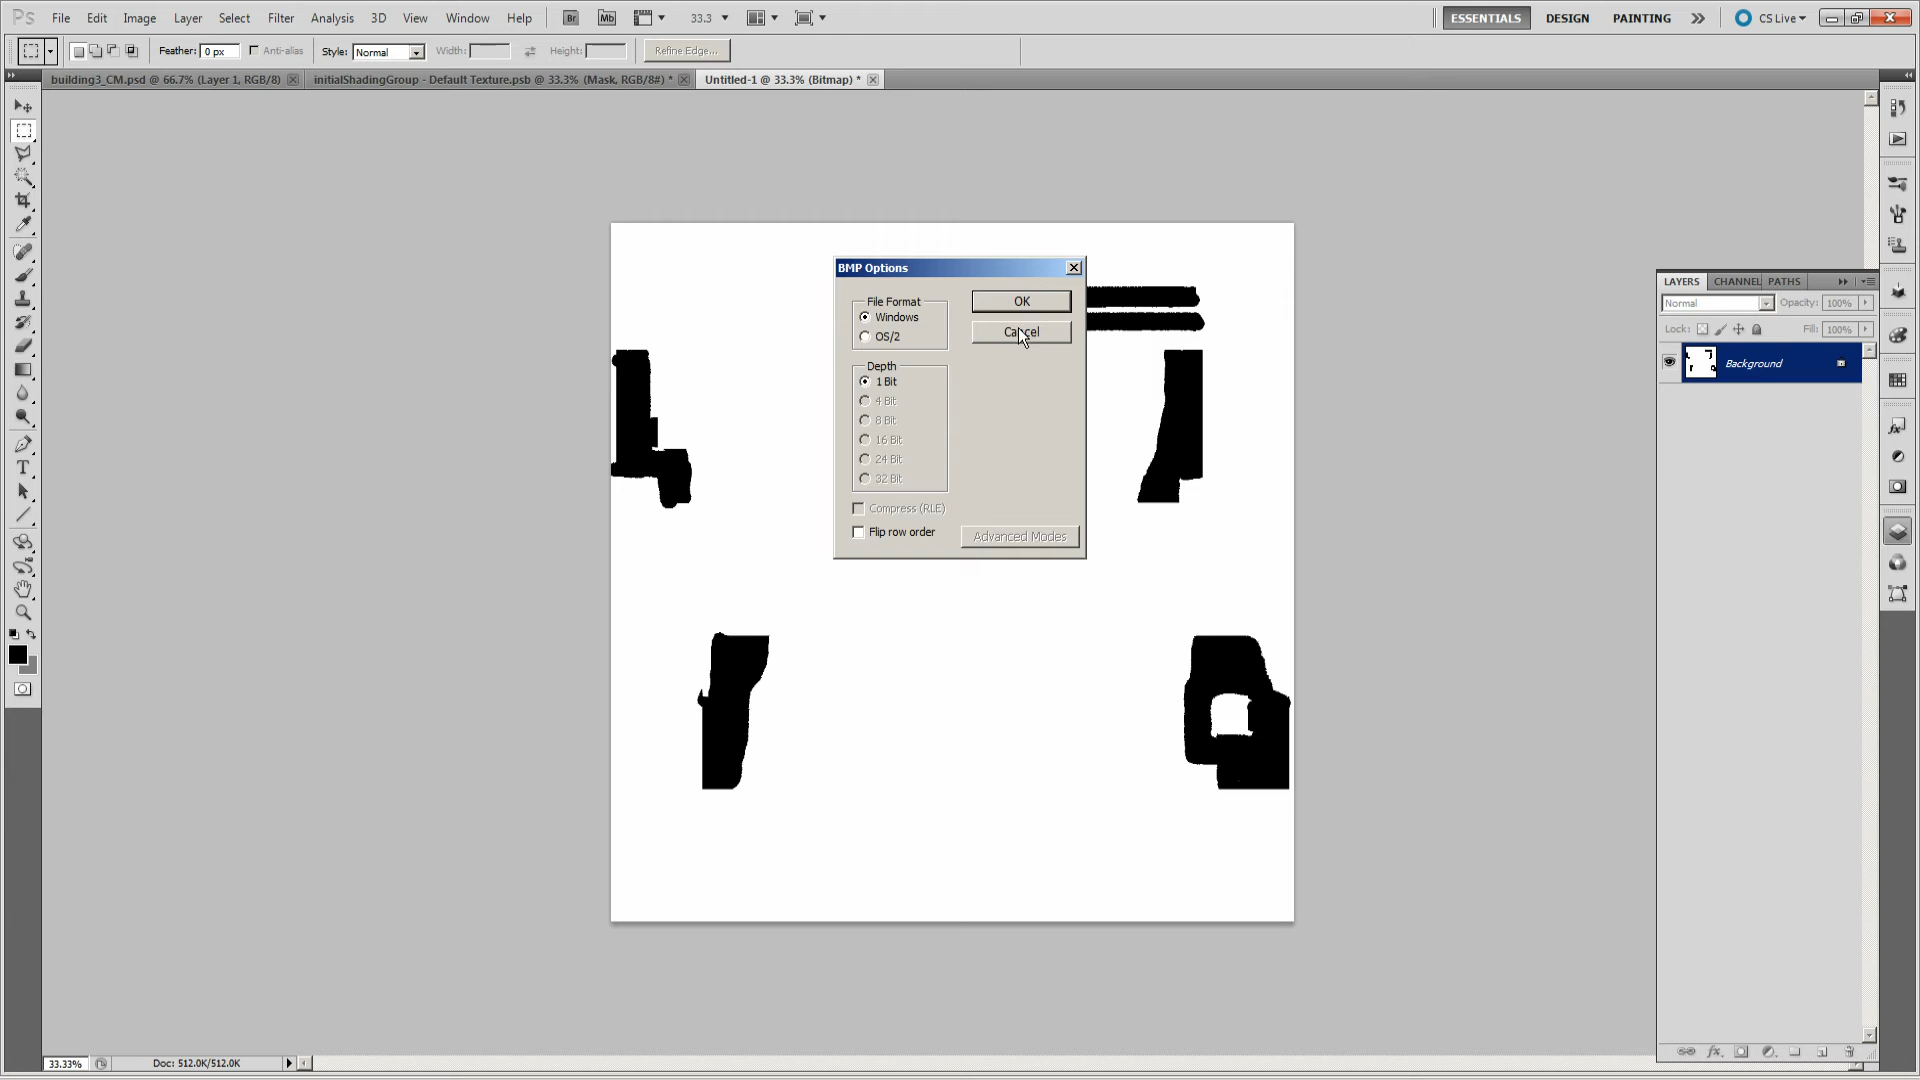 Ps File Edit Image Layer Select Filter Analysis 3D View Window Help Br Mb 33.3 ESSENTIALS DESIGN PAINTING CS Live
Feather: 0 px Anti-alias Style: Normal Width: Height: Refine Edge...
building3_CM.psd @ 66.7% (Layer 1, RGB/8) initialShadingGroup - Default Texture.psb @ 33.3% (Mask, RGB/8#) * Untitled-1 @ 33.3% (Bitmap) *
BMP Options
File Format
Windows
OS/2
OK
Cancel
Depth
1 Bit
4 Bit
8 Bit
16 Bit
24 Bit
32 Bit
Compress (RLE)
Flip row order
Advanced Modes
LAYERS CHANNEL PATHS
Normal Opacity: 100%
Lock: Fill: 100%
Background
T
fx
fx
33.33% Doc: 512.0K/512.0K